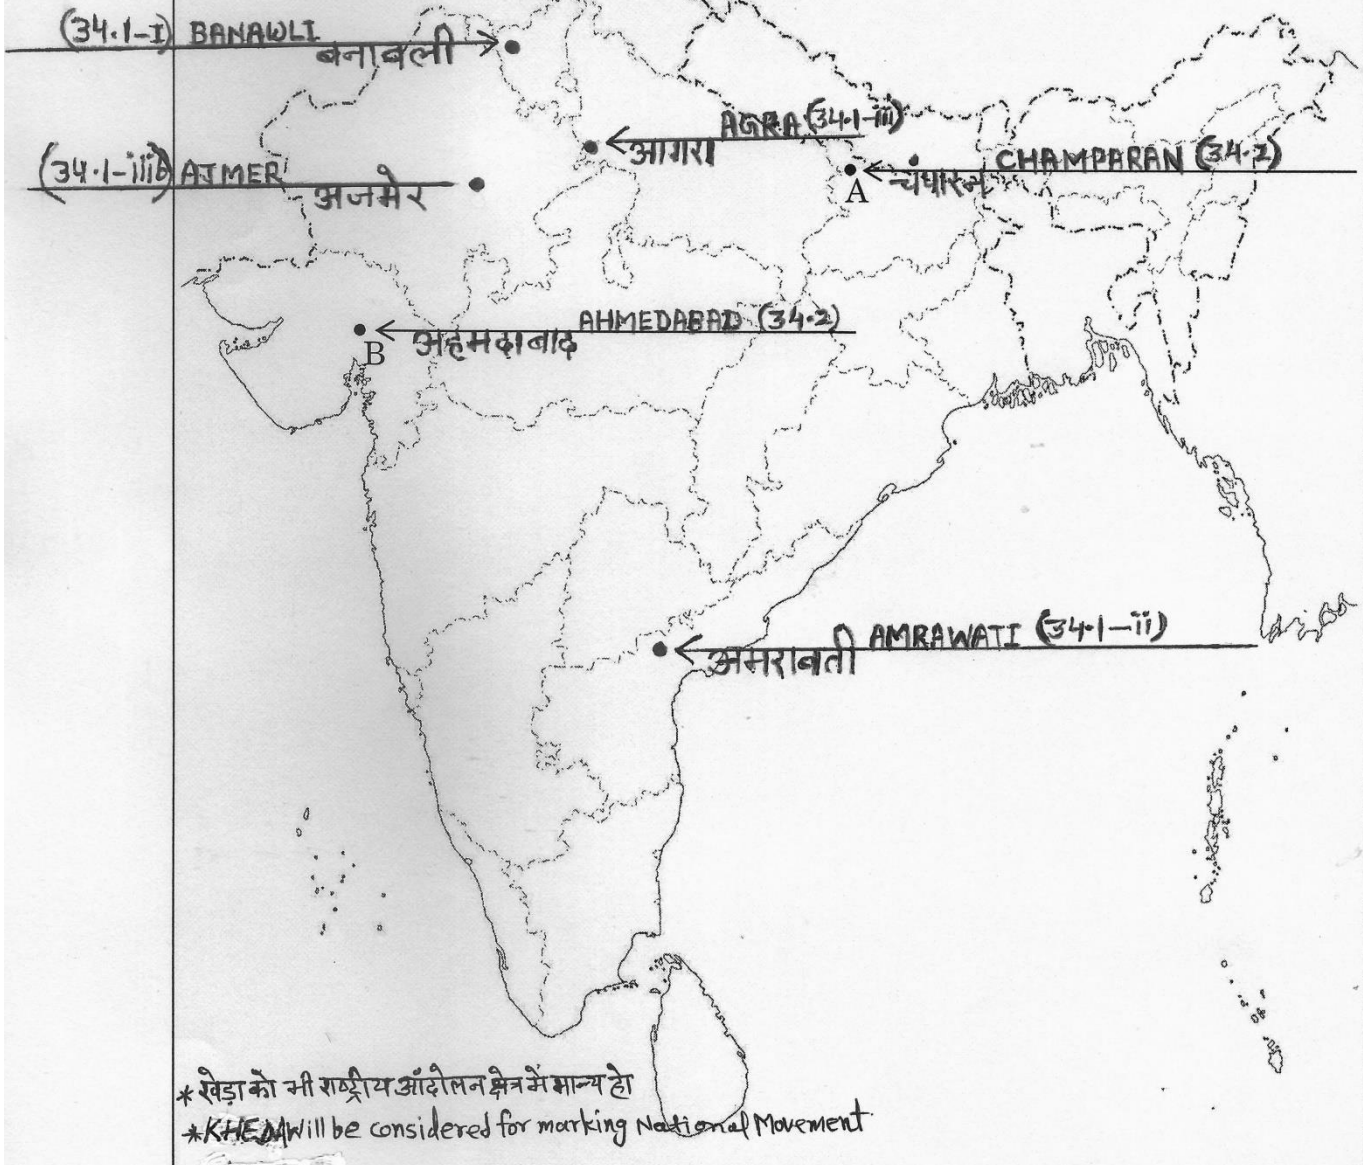 (34.1-I) BANAWLI
बनावली
AGRA (34.1-iii)
आगरा
(34.1-iiib) AJMER
अजमेर
CHAMPARAN (34.2)
A चंपारन
AHMEDABAD (34.2)
B अहमदाबाद
AMRAWATI (34.1-ii)
अमरावती
* खेड़ा को भी राष्ट्रीय आंदोलन क्षेत्र में मान्य हो
* KHEDA Will be considered for marking National Movement